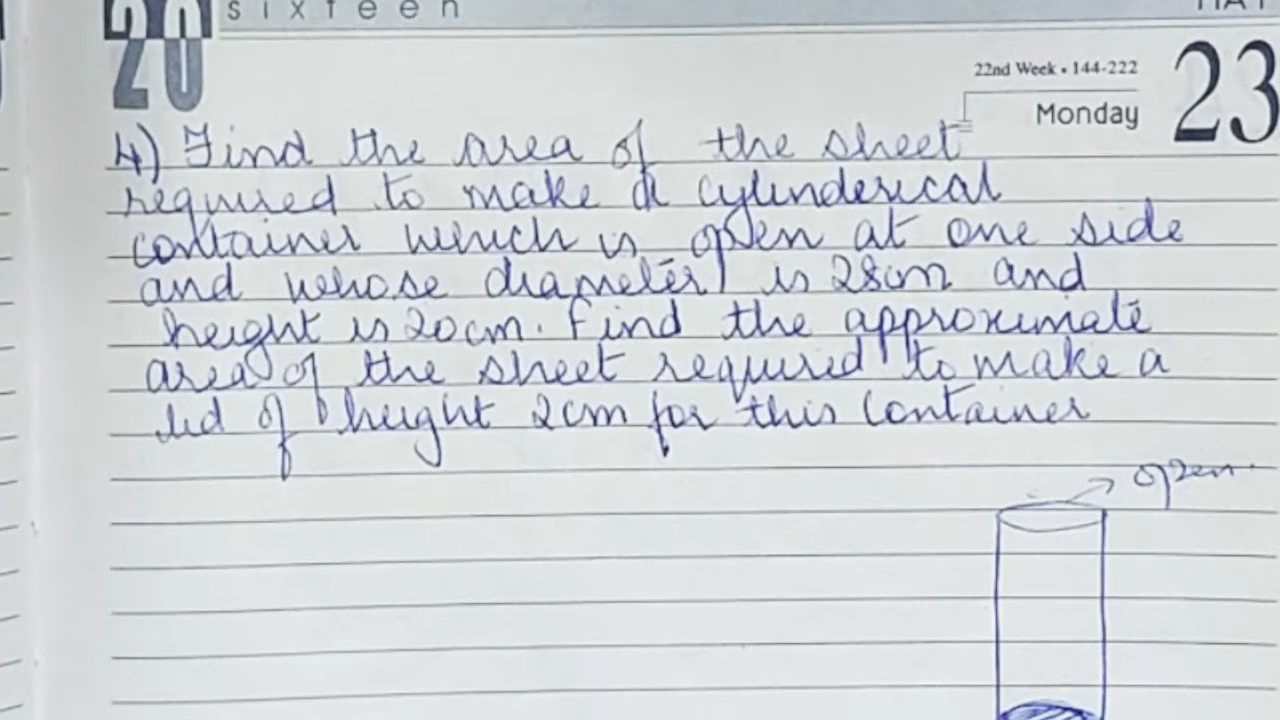 sixteen
20
22nd Week • 144-222
Monday
23
4) Find the area of the sheet
required to make a cylinderical
container which is open at one side
and whose diameter is 28cm and
height is 20cm. Find the approximate
area of the sheet required to make a
lid of height 2cm for this container
open.